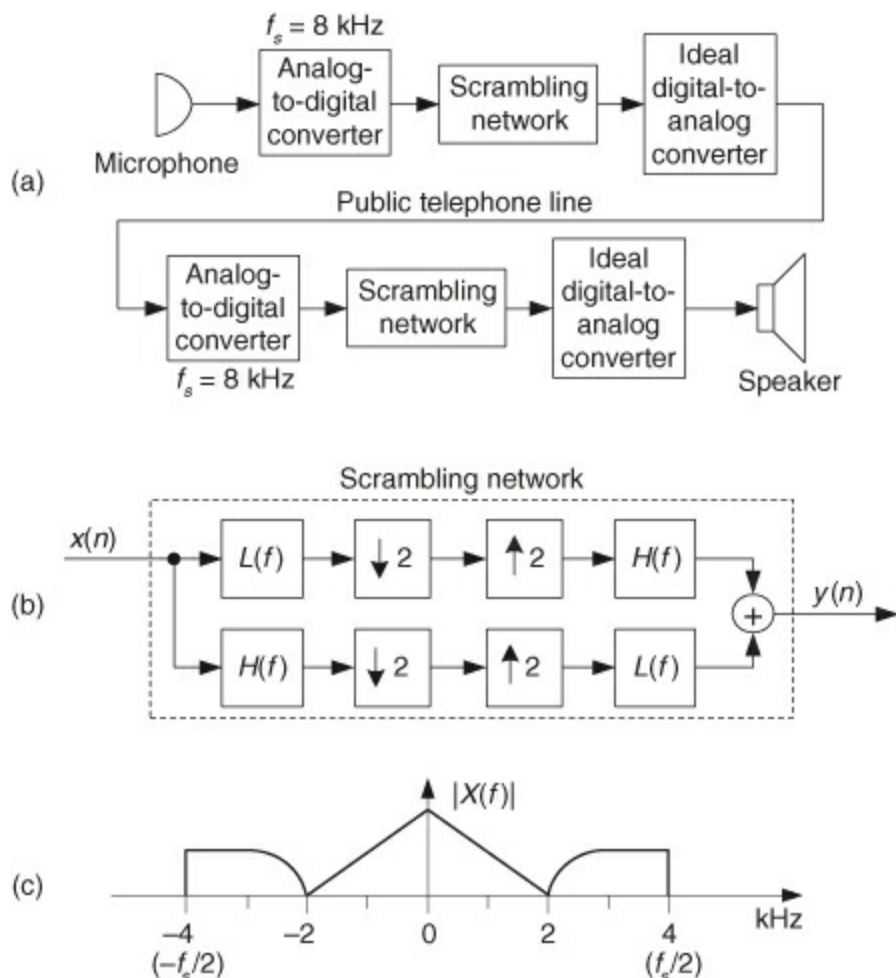 (a)
f_s = 8 kHz
Analog-
to-digital
converter
Scrambling
network
Ideal
digital-to-
analog
converter
Microphone
Public telephone line
Analog-
to-digital
converter
f_s = 8 kHz
Scrambling
network
Ideal
digital-to-
analog
converter
Speaker
(b)
Scrambling network
x(n)
L(f)
↓ 2
↑ 2
H(f)
+
y(n)
H(f)
↓ 2
↑ 2
L(f)
(c)
|X(f)|
−4 −2 0 2 4 kHz
(−f_s/2) (f_s/2)